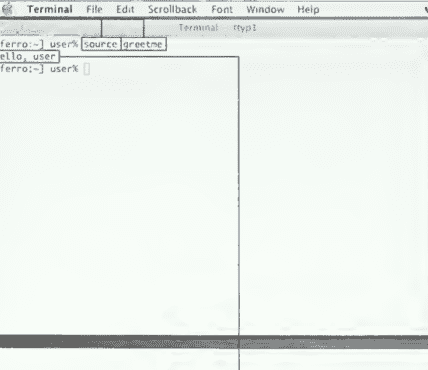 Terminal File Edit Scrollback Font Window Help
Terminal ttyp1
ferro:~] user% source greetme
ello, user
ferro:~] user%